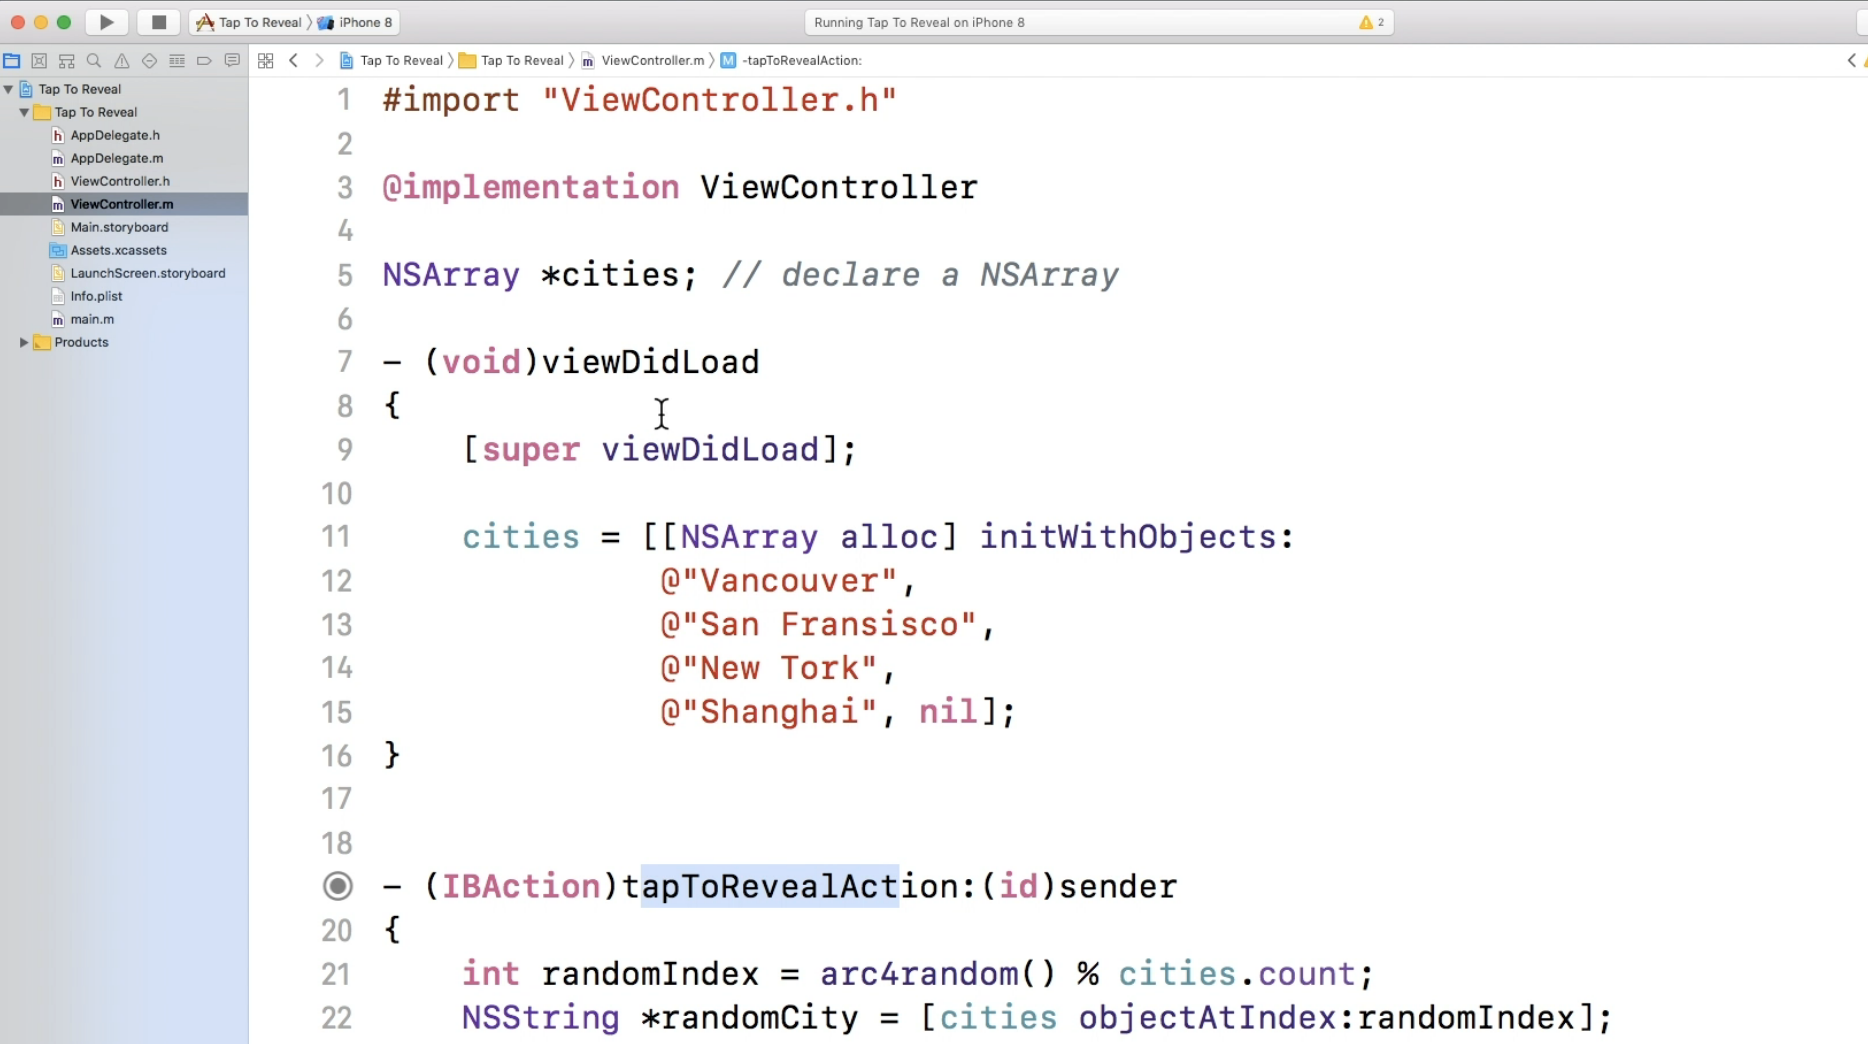 Tap To Reveal 〉 iPhone 8
Running Tap To Reveal on iPhone 8
2
Tap To Reveal 〉 Tap To Reveal 〉 m ViewController.m 〉 M -tapToRevealAction:
Tap To Reveal
Tap To Reveal
h AppDelegate.h
m AppDelegate.m
h ViewController.h
m ViewController.m
Main.storyboard
Assets.xcassets
LaunchScreen.storyboard
Info.plist
m main.m
Products
1 #import "ViewController.h"
2
3 @implementation ViewController
4
5 NSArray *cities; // declare a NSArray
6
7 - (void)viewDidLoad
8 {
9 [super viewDidLoad];
10
11 cities = [[NSArray alloc] initWithObjects:
12 @"Vancouver",
13 @"San Fransisco",
14 @"New Tork",
15 @"Shanghai", nil];
16 }
17
18
- (IBAction)tapToRevealAction:(id)sender
20 {
21 int randomIndex = arc4random() % cities.count;
22 NSString *randomCity = [cities objectAtIndex:randomIndex];